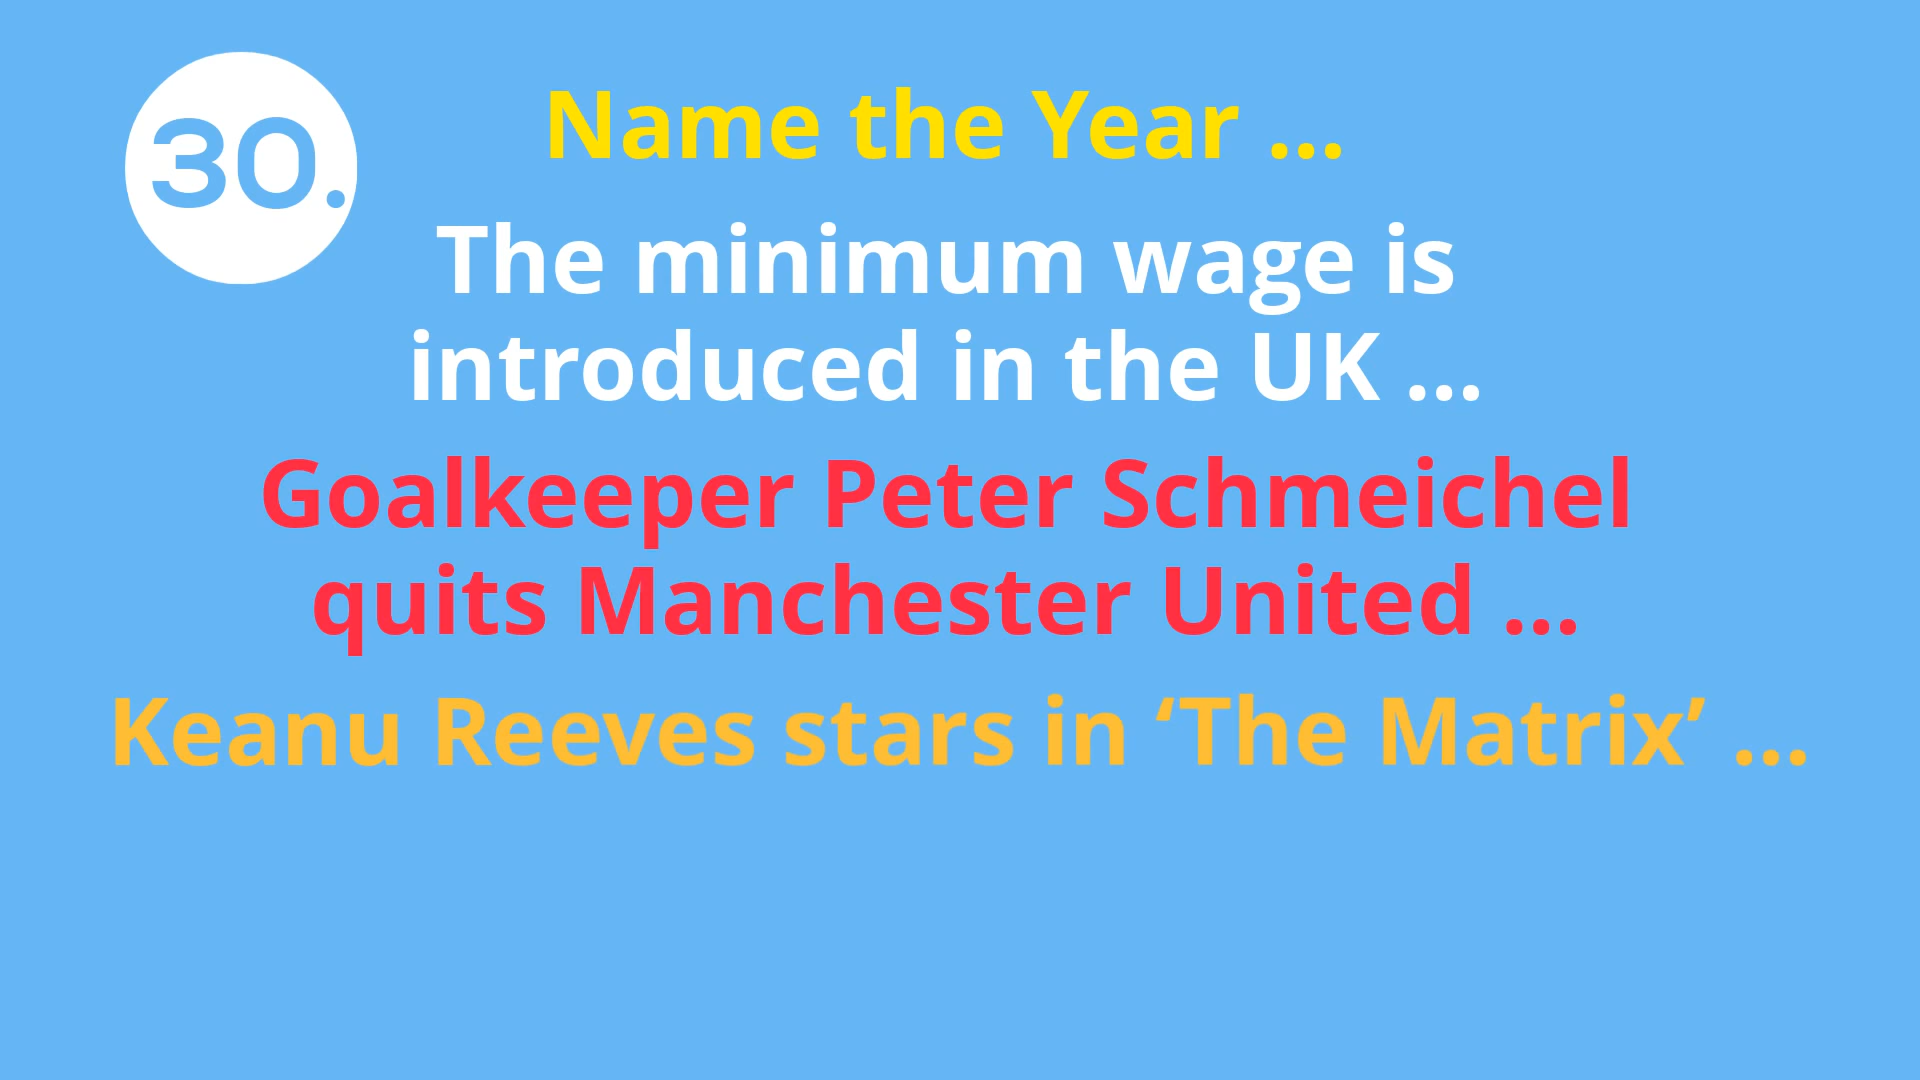 30.
Name the Year ...
The minimum wage is
introduced in the UK ...
Goalkeeper Peter Schmeichel
quits Manchester United ...
Keanu Reeves stars in ‘The Matrix’ ...